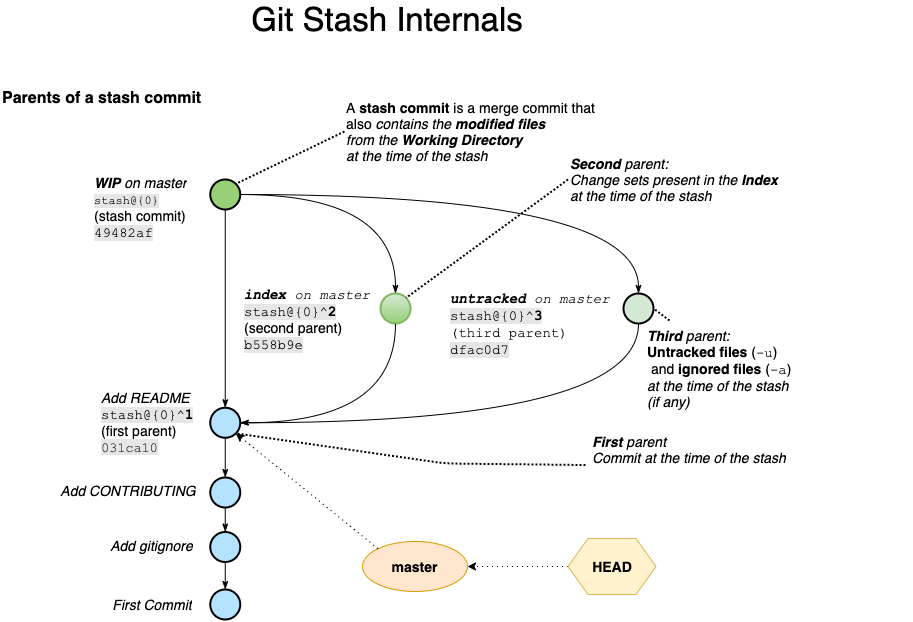 Git Stash Internals
Parents of a stash commit
A stash commit is a merge commit that
also contains the modified files
from the Working Directory
at the time of the stash
Second parent:
Change sets present in the Index
at the time of the stash
WIP on master
stash@{0}
(stash commit)
49482af
index on master
stash@{0}^2
(second parent)
b558b9e
untracked on master
stash@{0}^3
(third parent)
dfac0d7
Third parent:
Untracked files (-u)
and ignored files (-a)
at the time of the stash
(if any)
Add README
stash@{0}^1
(first parent)
031ca10
First parent
Commit at the time of the stash
Add CONTRIBUTING
Add gitignore
master
HEAD
First Commit